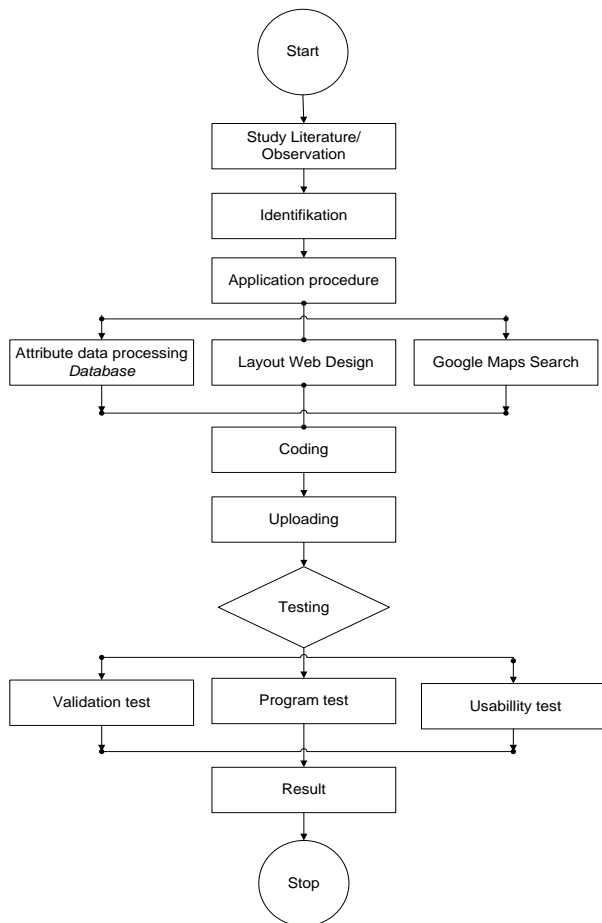 Start
Study Literature/
Observation
Identifikation
Application procedure
Attribute data processing
Database
Layout Web Design
Google Maps Search
Coding
Uploading
Testing
Validation test
Program test
Usabillity test
Result
Stop